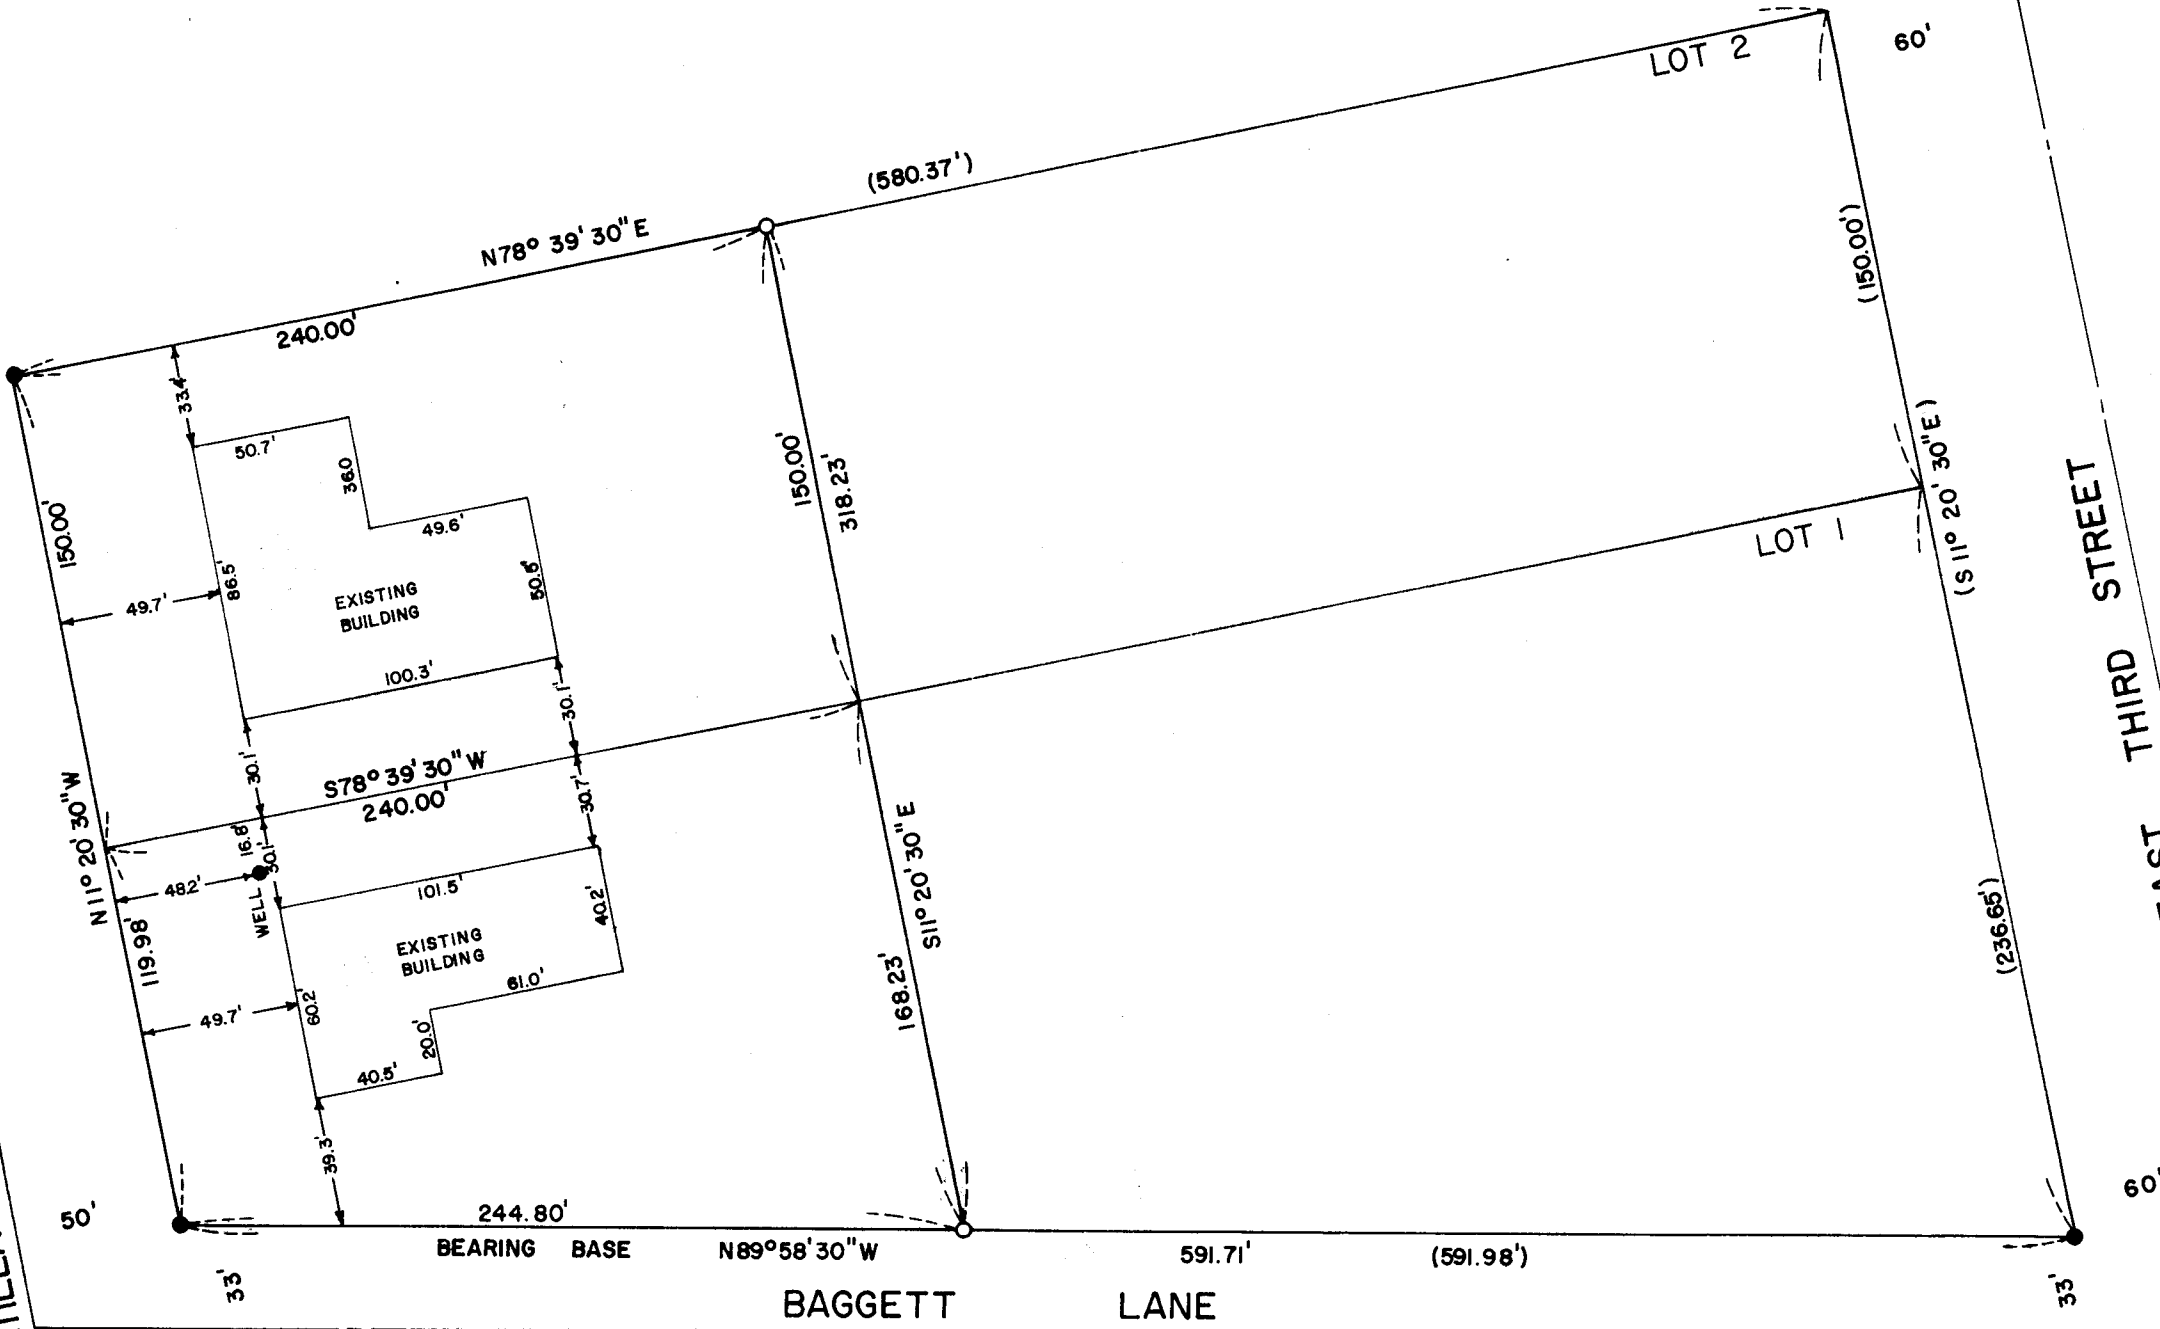 LOT 2
60'
(580.37')
N78° 39' 30" E
240.00'
33.4'
50.7'
36.0
49.6'
150.00'
318.23'
(150.00')
150.00'
86.5'
50.5'
49.7'
EXISTING
BUILDING
100.3'
30.1'
LOT 1
(S 11° 20' 30" E)
EAST THIRD STREET
30.1'
S78° 39' 30" W
240.00'
30.7'
N 11° 20' 30" W
16.8'
30.1'
48.2'
WELL
101.5'
40.2'
S11° 20' 30" E
119.98'
EXISTING
BUILDING
61.0'
49.7'
60.2'
20.0'
40.5'
168.23'
(236.65')
39.3'
50'
244.80'
60'
BEARING BASE N89°58'30"W
591.71' (591.98')
33'
33'
BAGGETT LANE